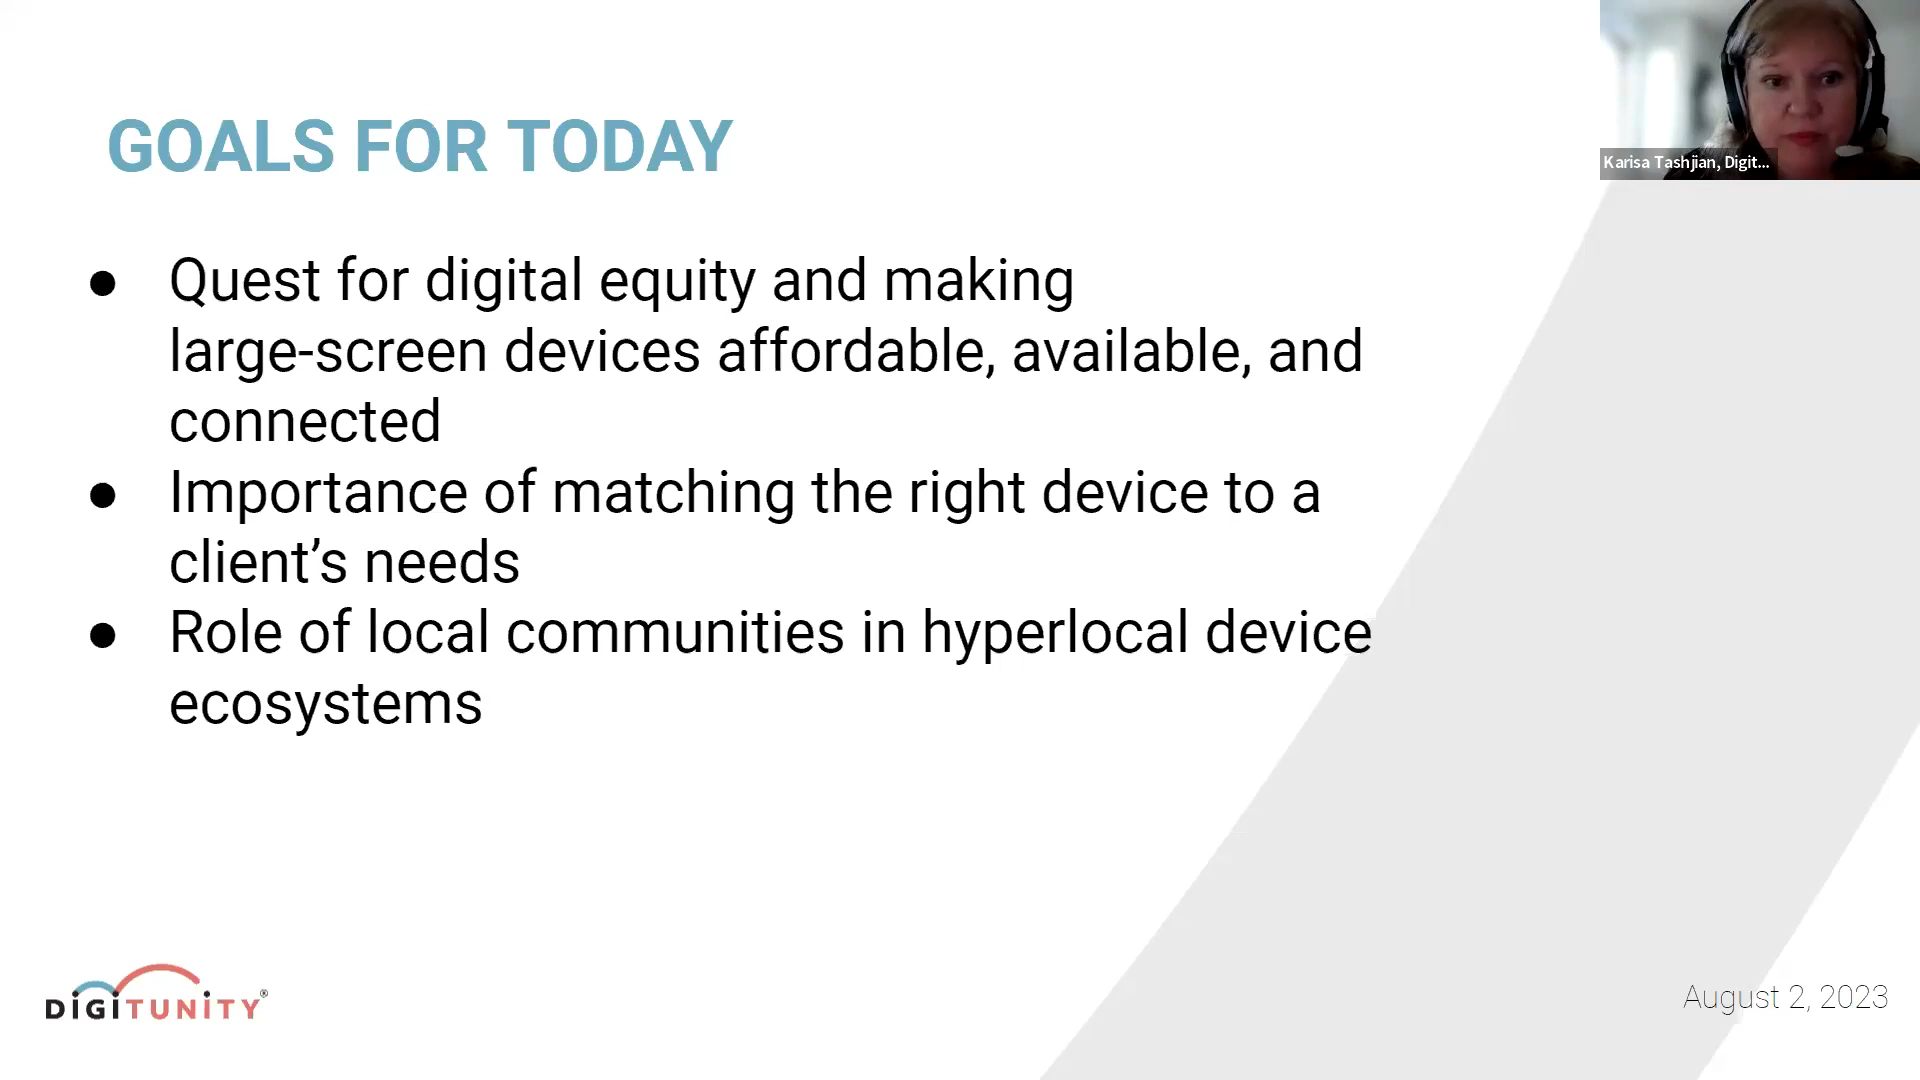 GOALS FOR TODAY
Karisa Tashjian, Digit...
● Quest for digital equity and making
large-screen devices affordable, available, and
connected
● Importance of matching the right device to a
client’s needs
● Role of local communities in hyperlocal device
ecosystems
DIGITUNITY®
August 2, 2023